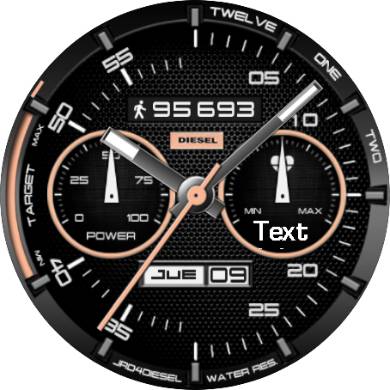 TWELVE
ONE
TWO
55
05
50
10
95 693
DIESEL
MAX
TARGET
MIN
50
25
75
0
100
POWER
MIN
MAX
Text
40
20
JUE
09
25
35
JRD4DIESEL
WATER RES.